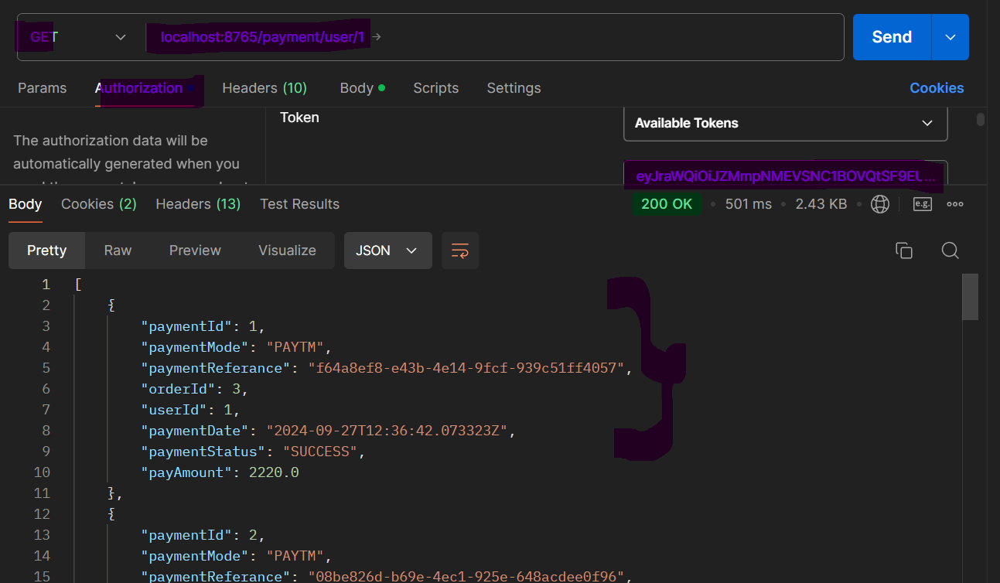 GET localhost:8765/payment/user/1 → Send
Params Authorization Headers (10) Body Scripts Settings Cookies
Token Available Tokens
The authorization data will be
automatically generated when you
eyJraWQiOiJZMmpNMEVSNC1BOVQtSF9EU...
Body Cookies (2) Headers (13) Test Results 200 OK 501 ms 2.43 KB e.g.
Pretty Raw Preview Visualize JSON
1 [
2 {
3 "paymentId": 1,
4 "paymentMode": "PAYTM",
5 "paymentReferance": "f64a8ef8-e43b-4e14-9fcf-939c51ff4057",
6 "orderId": 3,
7 "userId": 1,
8 "paymentDate": "2024-09-27T12:36:42.073323Z",
9 "paymentStatus": "SUCCESS",
10 "payAmount": 2220.0
11 },
12 {
13 "paymentId": 2,
14 "paymentMode": "PAYTM",
15 "paymentReferance": "08be826d-b69e-4ec1-925e-648acdee0f96",